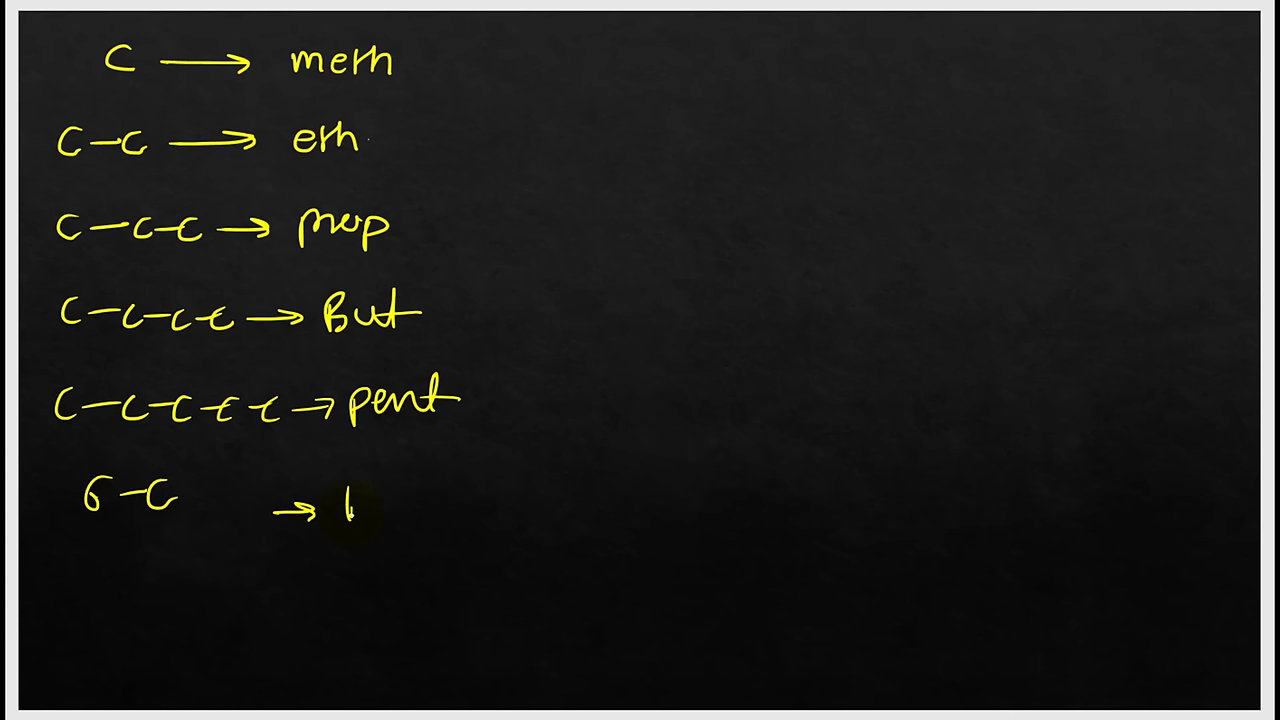 C → meth
C-C → eth
C-C-C → prop
C-C-C-C → But
C-C-C-C-C → pent
6-C →